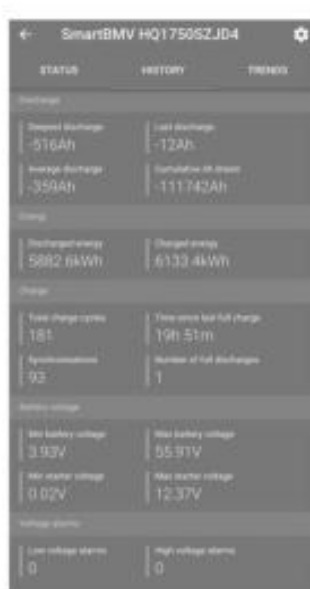 SmartBMV HQ1750SZJD4
STATUS HISTORY TRENDS
Discharge
Deepest discharge Last discharge
-516Ah -12Ah
Average discharge Cumulative Ah drawn
-359Ah -111742Ah
Energy
Discharged energy Charged energy
5882.6kWh 6133.4kWh
Charge
Total charge cycles Time since last full charge
181 19h 51m
Synchronisations Number of full discharges
93 1
Battery voltage
Min battery voltage Max battery voltage
3.93V 55.91V
Min starter voltage Max starter voltage
0.02V 12.37V
Voltage alarms
Low voltage alarms High voltage alarms
0 0